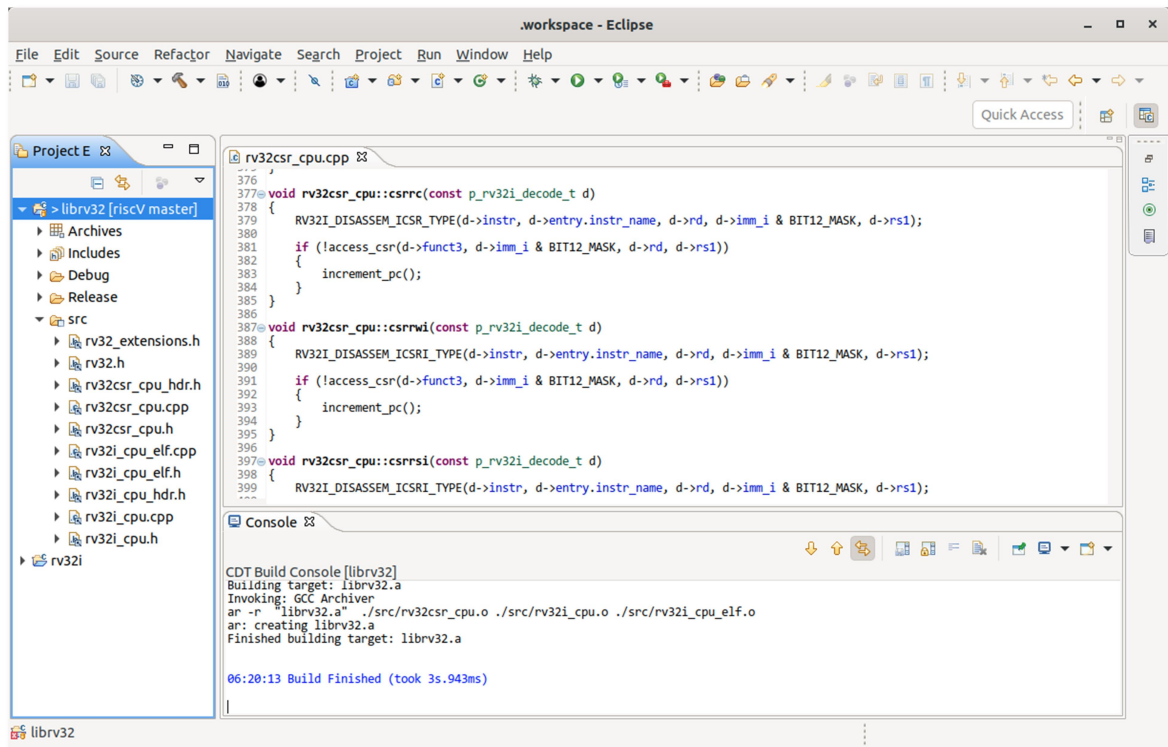 .workspace - Eclipse
File Edit Source Refactor Navigate Search Project Run Window Help
Quick Access
Project E
> librv32 [riscV master]
Archives
Includes
Debug
Release
src
rv32_extensions.h
rv32.h
rv32csr_cpu_hdr.h
rv32csr_cpu.cpp
rv32csr_cpu.h
rv32i_cpu_elf.cpp
rv32i_cpu_elf.h
rv32i_cpu_hdr.h
rv32i_cpu.cpp
rv32i_cpu.h
rv32i
rv32csr_cpu.cpp
376
377 void rv32csr_cpu::csrrc(const p_rv32i_decode_t d)
378 {
379 RV32I_DISASSEM_ICSR_TYPE(d->instr, d->entry.instr_name, d->rd, d->imm_i & BIT12_MASK, d->rs1);
380
381 if (!access_csr(d->funct3, d->imm_i & BIT12_MASK, d->rd, d->rs1))
382 {
383 increment_pc();
384 }
385 }
386
387 void rv32csr_cpu::csrrwi(const p_rv32i_decode_t d)
388 {
389 RV32I_DISASSEM_ICSRI_TYPE(d->instr, d->entry.instr_name, d->rd, d->imm_i & BIT12_MASK, d->rs1);
390
391 if (!access_csr(d->funct3, d->imm_i & BIT12_MASK, d->rd, d->rs1))
392 {
393 increment_pc();
394 }
395 }
396
397 void rv32csr_cpu::csrrsi(const p_rv32i_decode_t d)
398 {
399 RV32I_DISASSEM_ICSRI_TYPE(d->instr, d->entry.instr_name, d->rd, d->imm_i & BIT12_MASK, d->rs1);
Console
CDT Build Console [librv32]
Building target: librv32.a
Invoking: GCC Archiver
ar -r "librv32.a" ./src/rv32csr_cpu.o ./src/rv32i_cpu.o ./src/rv32i_cpu_elf.o
ar: creating librv32.a
Finished building target: librv32.a
06:20:13 Build Finished (took 3s.943ms)
librv32